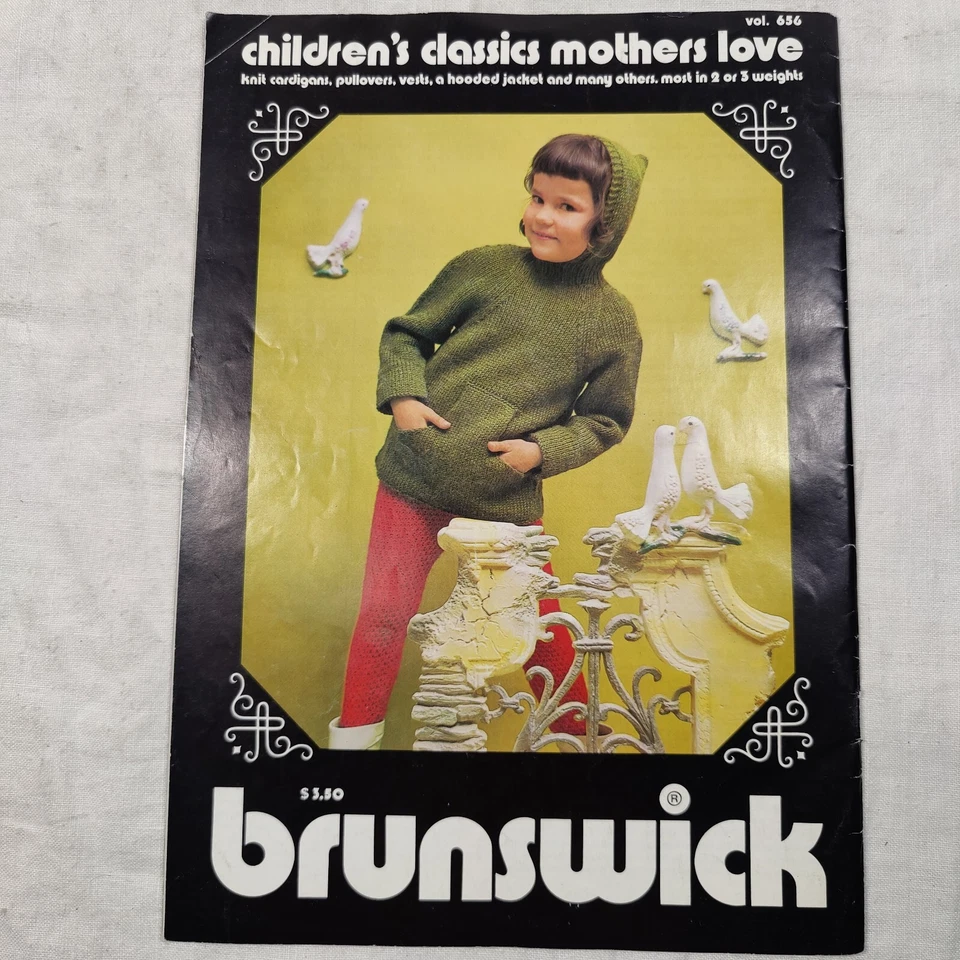 vol. 656
children's classics mothers love
knit cardigans, pullovers, vests, a hooded jacket and many others. most in 2 or 3 weights
$3.50
brunswick®